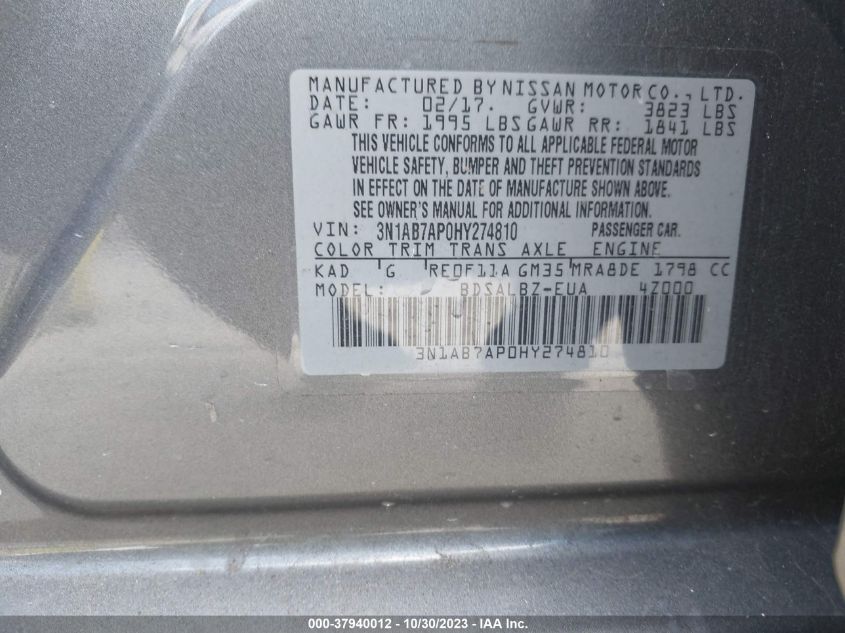 MANUFACTURED BY NISSAN MOTOR CO., LTD.
DATE: 02/17. GVWR: 3823 LBS
GAWR FR: 1995 LBS GAWR RR: 1841 LBS
THIS VEHICLE CONFORMS TO ALL APPLICABLE FEDERAL MOTOR
VEHICLE SAFETY, BUMPER AND THEFT PREVENTION STANDARDS
IN EFFECT ON THE DATE OF MANUFACTURE SHOWN ABOVE.
SEE OWNER'S MANUAL FOR ADDITIONAL INFORMATION.
VIN: 3N1AB7AP0HY274810 PASSENGER CAR.
COLOR TRIM TRANS AXLE ENGINE
KAD G RE0F11A GM35 MRA8DE 1798 CC
MODEL: BDSALBZ-EUA 4Z000
3N1AB7AP0HY274810
000-37940012 - 10/30/2023 - IAA Inc.